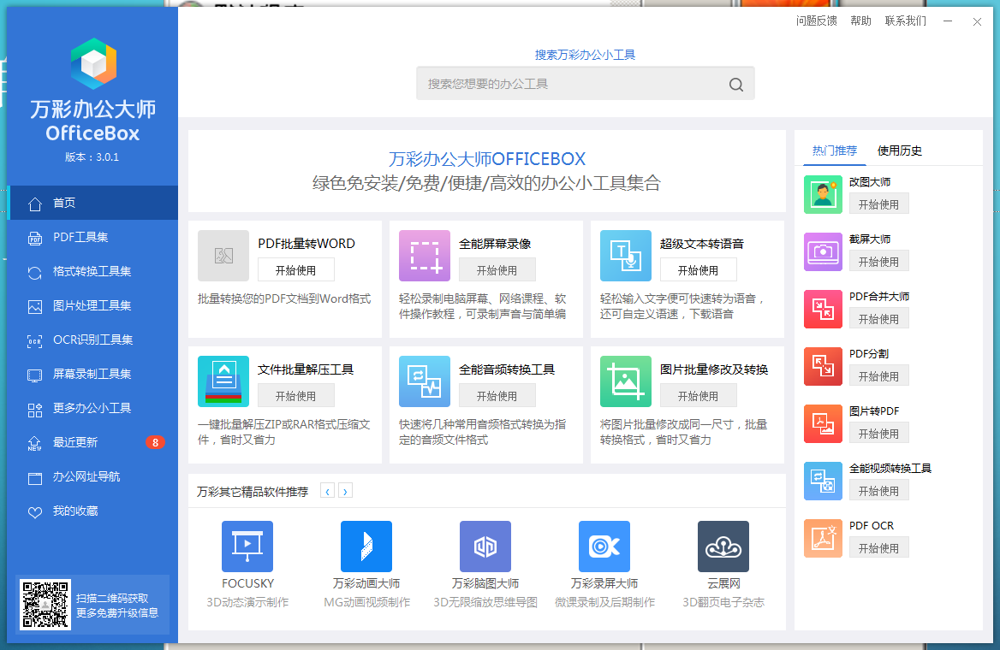 问题反馈 帮助 联系我们
万彩办公大师
OfficeBox
版本：3.0.1
首页
PDF工具集
格式转换工具集
图片处理工具集
OCR识别工具集
屏幕录制工具集
更多办公小工具
最近更新 8
办公网址导航
我的收藏
扫描二维码获取
更多免费升级信息
搜索万彩办公小工具
搜索您想要的办公工具
万彩办公大师OFFICEBOX
绿色免安装/免费/便捷/高效的办公小工具集合
PDF批量转WORD
开始使用
批量转换您的PDF文档到Word格式
全能屏幕录像
开始使用
轻松录制电脑屏幕、网络课程、软
件操作教程，可录制声音与简单编
超级文本转语音
开始使用
轻松输入文字便可快速转为语音，
还可自定义语速，下载语音
文件批量解压工具
开始使用
一键批量解压ZIP或RAR格式压缩文
件，省时又省力
全能音频转换工具
开始使用
快速将几种常用音频格式转换为指
定的音频文件格式
图片批量修改及转换
开始使用
将图片批量修改成同一尺寸，批量
转换格式，省时又省力
万彩其它精品软件推荐
FOCUSKY
3D动态演示制作
万彩动画大师
MG动画视频制作
万彩脑图大师
3D无限缩放思维导图
万彩录屏大师
微课录制及后期制作
云展网
3D翻页电子杂志
热门推荐 使用历史
改图大师
开始使用
截屏大师
开始使用
PDF合并大师
开始使用
PDF分割
开始使用
图片转PDF
开始使用
全能视频转换工具
开始使用
PDF OCR
开始使用